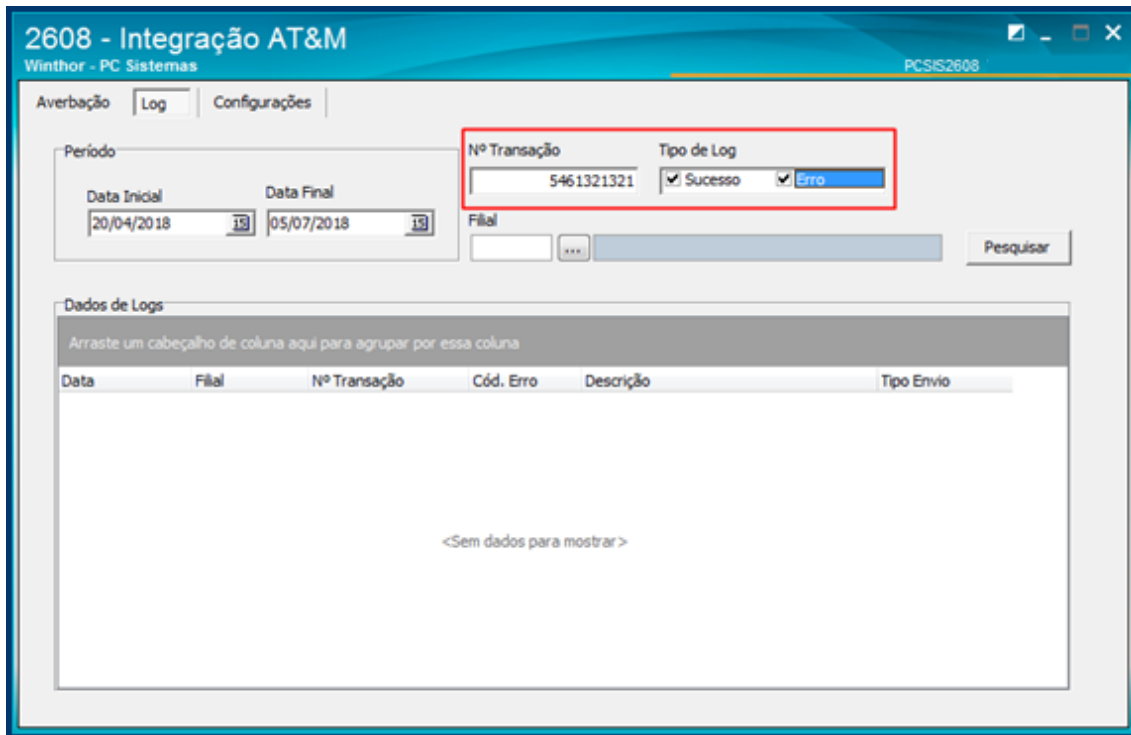 2608 - Integração AT&M
Winthor - PC Sistemas
PCSIS2608
Averbação Log Configurações
Período
Nº Transação Tipo de Log
Data Inicial Data Final
5461321321 Sucesso Erro
20/04/2018 15 05/07/2018 15
Filial
... Pesquisar
Dados de Logs
Arraste um cabeçalho de coluna aqui para agrupar por essa coluna
Data Filial Nº Transação Cód. Erro Descrição Tipo Envio
<Sem dados para mostrar>